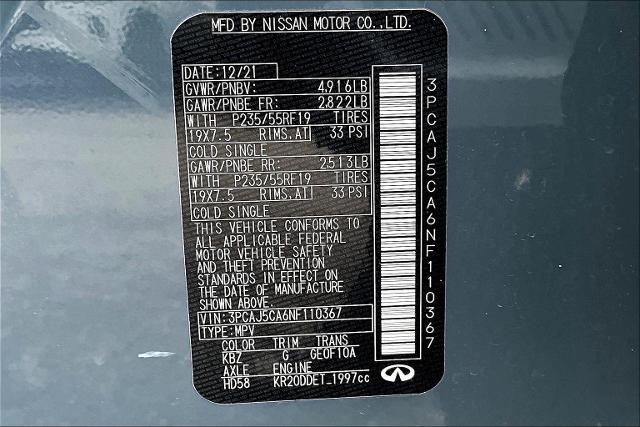 MFD BY NISSAN MOTOR CO.,LTD.
DATE:12/21
GVWR/PNBV: 4,916LB
GAWR/PNBE FR: 2,822LB
WITH P235/55RF19 TIRES
19X7.5 RIMS,AT 33 PSI
COLD SINGLE
GAWR/PNBE RR: 2513LB
WITH P235/55RF19 TIRES
19X7.5 RIMS,AT 33 PSI
COLD SINGLE
THIS VEHICLE CONFORMS TO
ALL APPLICABLE FEDERAL
MOTOR VEHICLE SAFETY
AND THEFT PREVENTION
STANDARDS IN EFFECT ON
THE DATE OF MANUFACTURE
SHOWN ABOVE.
VIN:3PCAJ5CA6NF110367
TYPE:MPV
COLOR TRIM TRANS
KBZ G GEOF10A
AXLE ENGINE
HD58 KR20DDET_1997cc
3PCAJ5CA6NF110367